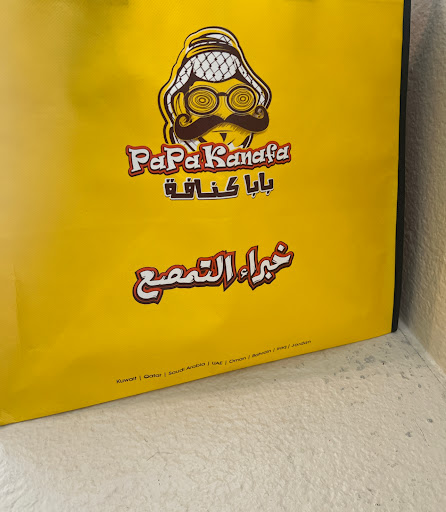 PaPa Kanafa
بابا كنافة
خبراء التمصع
Kuwait | Qatar | Saudi Arabia | UAE | Oman | Bahrain | Iraq | Jordan